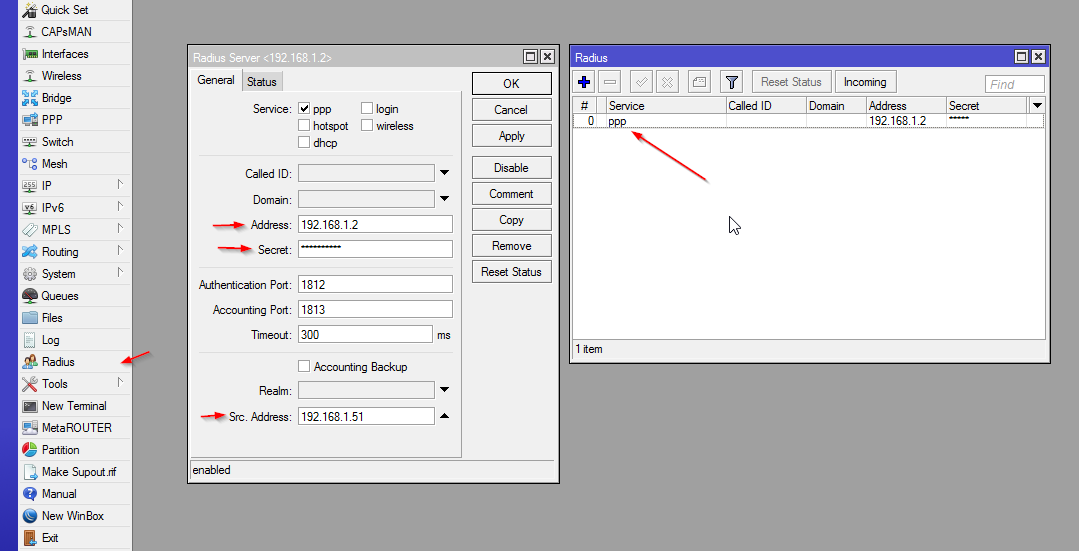 Quick Set
CAPsMAN
Interfaces
Wireless
Bridge
PPP
Switch
Mesh
IP
IPv6
MPLS
Routing
System
Queues
Files
Log
Radius
Tools
New Terminal
MetaROUTER
Partition
Make Supout.rif
Manual
New WinBox
Exit
Radius Server <192.168.1.2>
General Status
Service: ppp login
hotspot wireless
dhcp
Called ID:
Domain:
Address: 192.168.1.2
Secret: **********
Authentication Port: 1812
Accounting Port: 1813
Timeout: 300 ms
Accounting Backup
Realm:
Src. Address: 192.168.1.51
enabled
OK
Cancel
Apply
Disable
Comment
Copy
Remove
Reset Status
Radius
Reset Status Incoming Find
# Service Called ID Domain Address Secret
0 ppp 192.168.1.2 *****
1 item